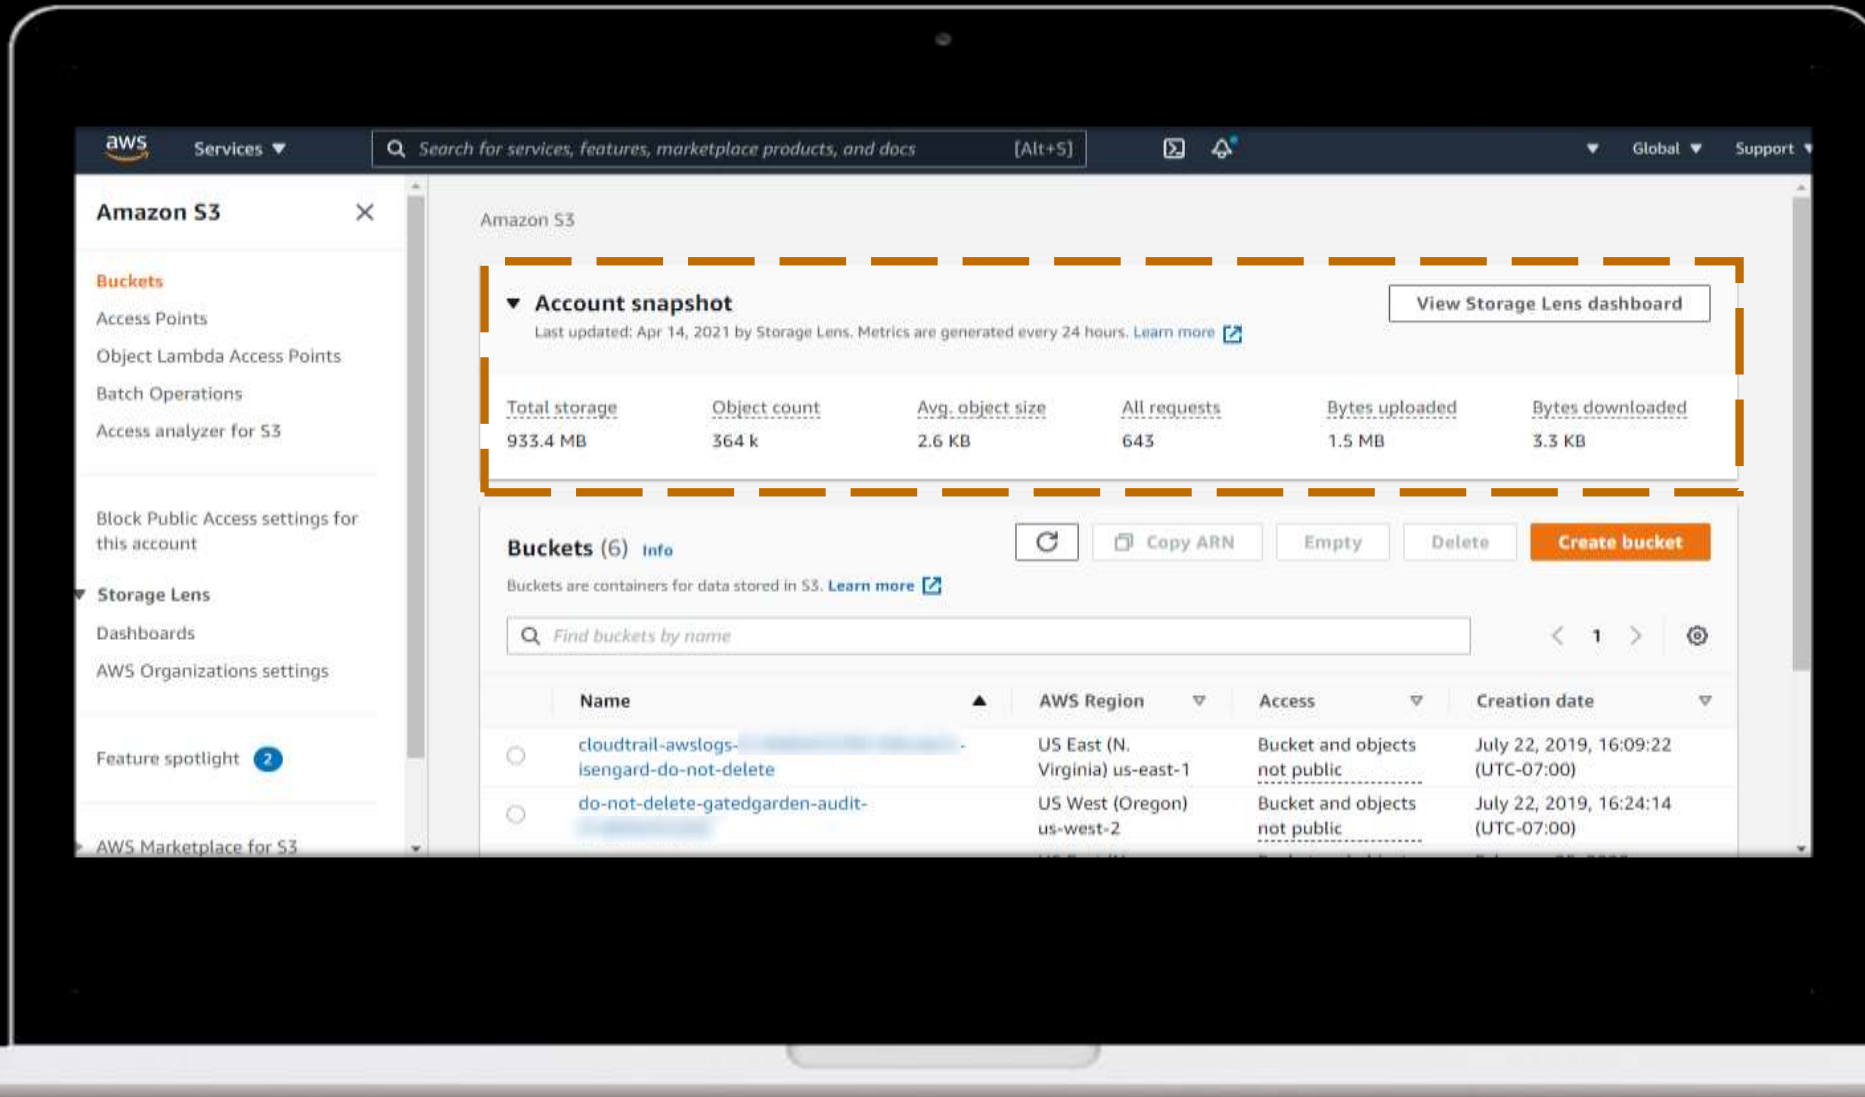 aws Services Search for services, features, marketplace products, and docs [Alt+S] Global Support
Amazon S3
Buckets
Access Points
Object Lambda Access Points
Batch Operations
Access analyzer for S3
Block Public Access settings for
this account
Storage Lens
Dashboards
AWS Organizations settings
Feature spotlight 2
AWS Marketplace for S3
Amazon S3
Account snapshot View Storage Lens dashboard
Last updated: Apr 14, 2021 by Storage Lens. Metrics are generated every 24 hours. Learn more
Total storage Object count Avg. object size All requests Bytes uploaded Bytes downloaded
933.4 MB 364 k 2.6 KB 643 1.5 MB 3.3 KB
Buckets (6) Info Copy ARN Empty Delete Create bucket
Buckets are containers for data stored in S3. Learn more
Find buckets by name 1
Name AWS Region Access Creation date
cloudtrail-awslogs- - US East (N. Bucket and objects July 22, 2019, 16:09:22
isengard-do-not-delete Virginia) us-east-1 not public (UTC-07:00)
do-not-delete-gatedgarden-audit- US West (Oregon) Bucket and objects July 22, 2019, 16:24:14
us-west-2 not public (UTC-07:00)